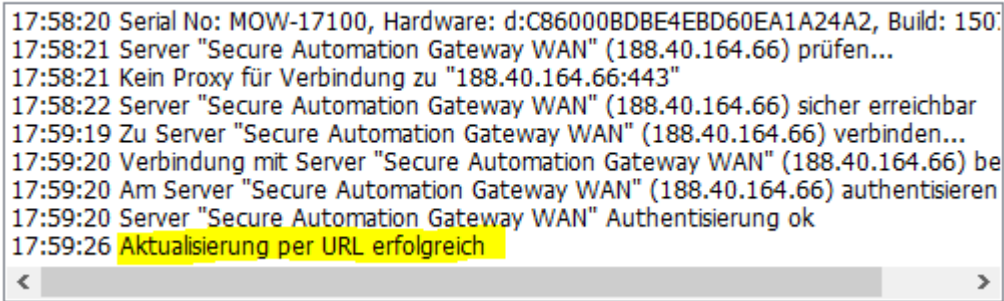 17:58:20 Serial No: MOW-17100, Hardware: d:C86000BDBE4EBD60EA1A24A2, Build: 150
17:58:21 Server "Secure Automation Gateway WAN" (188.40.164.66) prüfen...
17:58:21 Kein Proxy für Verbindung zu "188.40.164.66:443"
17:58:22 Server "Secure Automation Gateway WAN" (188.40.164.66) sicher erreichbar
17:59:19 Zu Server "Secure Automation Gateway WAN" (188.40.164.66) verbinden...
17:59:20 Verbindung mit Server "Secure Automation Gateway WAN" (188.40.164.66) be
17:59:20 Am Server "Secure Automation Gateway WAN" (188.40.164.66) authentisieren
17:59:20 Server "Secure Automation Gateway WAN" Authentisierung ok
17:59:26 Aktualisierung per URL erfolgreich